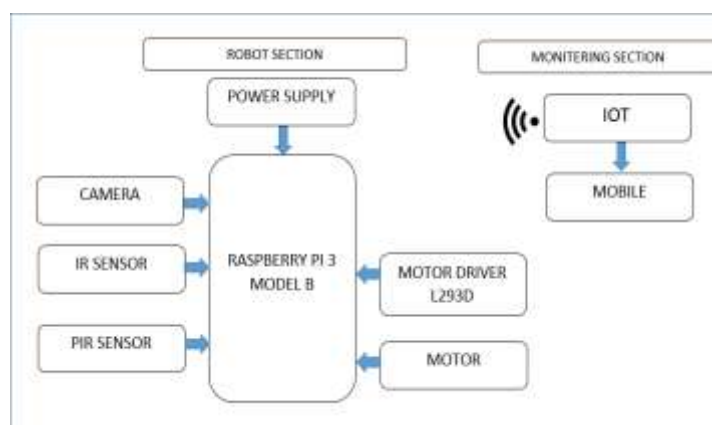 ROBOT SECTION
MONITERING SECTION
POWER SUPPLY
IOT
CAMERA
MOBILE
IR SENSOR
RASPBERRY PI 3
MODEL B
MOTOR DRIVER
L293D
PIR SENSOR
MOTOR